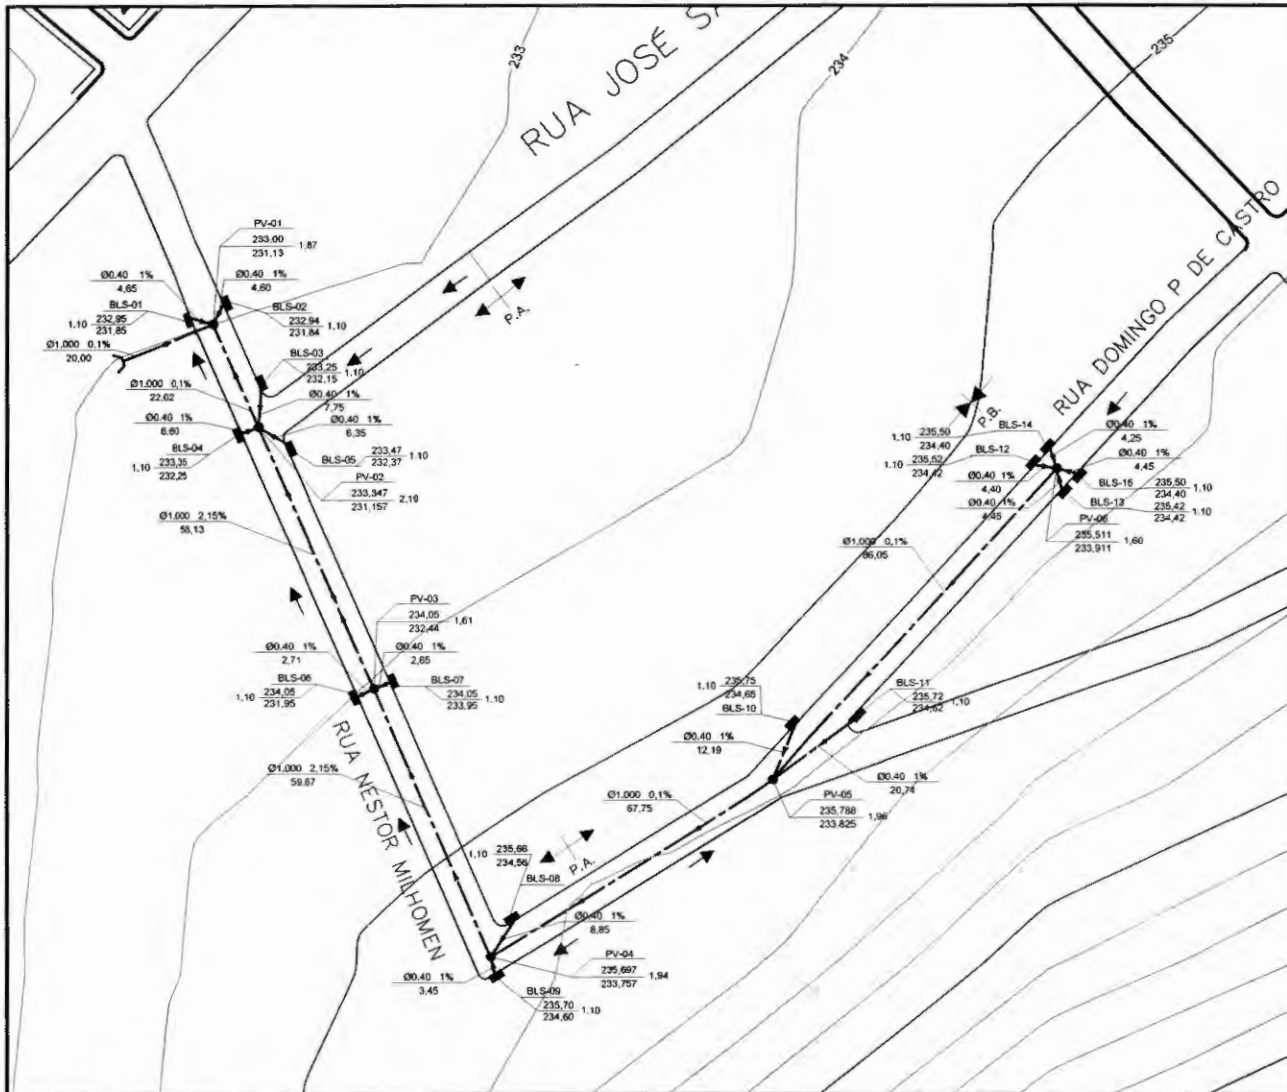 233
RUA JOSÉ SA
234
235
RUA DOMINGO P DE CASTRO
PV-01
233,00
231,13
1,87
Ø0.40 1%
4,65
Ø0.40 1%
4,60
BLS-01
1,10
232,95
231,85
BLS-02
232,94
231,84
1,10
Ø1.000 0,1%
20,00
BLS-03
233,25
232,15
1,10
P.A.
Ø1.000 0,1%
22,02
Ø0.40 1%
7,75
Ø0.40 1%
6,60
Ø0.40 1%
6,35
BLS-04
1,10
233,35
232,25
BLS-05
233,47
232,37
1,10
PV-02
233,347
231,157
2,19
Ø1.000 2,15%
58,13
P.B.
BLS-14
1,10
235,50
234,40
Ø0.40 1%
4,25
BLS-12
1,10
235,52
234,42
Ø0.40 1%
4,45
Ø0.40 1%
4,40
BLS-15
235,50
234,40
1,10
Ø0.40 1%
4,45
BLS-13
235,42
234,42
1,10
PV-06
235,511
233,911
1,60
Ø1.000 0,1%
86,05
PV-03
234,05
232,44
1,61
Ø0.40 1%
2,71
Ø0.40 1%
2,65
BLS-06
1,10
234,05
231,95
BLS-07
234,05
233,95
1,10
1,10
235,75
234,65
BLS-10
BLS-11
235,72
234,62
1,10
Ø0.40 1%
12,19
Ø0.40 1%
20,74
Ø1.000 2,15%
59,67
RUA NESTOR MILHOMEN
Ø1.000 0,1%
67,75
PV-05
235,788
233,825
1,96
P.A.
1,10
235,66
234,56
BLS-08
Ø0.40 1%
8,85
PV-04
235,697
233,757
1,94
Ø0.40 1%
3,45
BLS-09
235,70
234,60
1,10